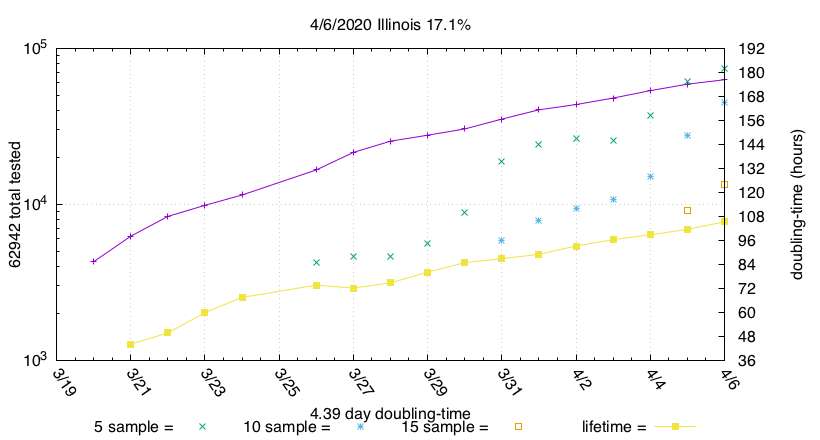 4/6/2020 Illinois 17.1%
10^5
10^4
10^3
62942 total tested
192
180
168
156
144
132
120
108
96
84
72
60
48
36
doubling-time (hours)
3/19 3/21 3/23 3/25 3/27 3/29 3/31 4/2 4/4 4/6
4.39 day doubling-time
5 sample = 10 sample = 15 sample = lifetime =